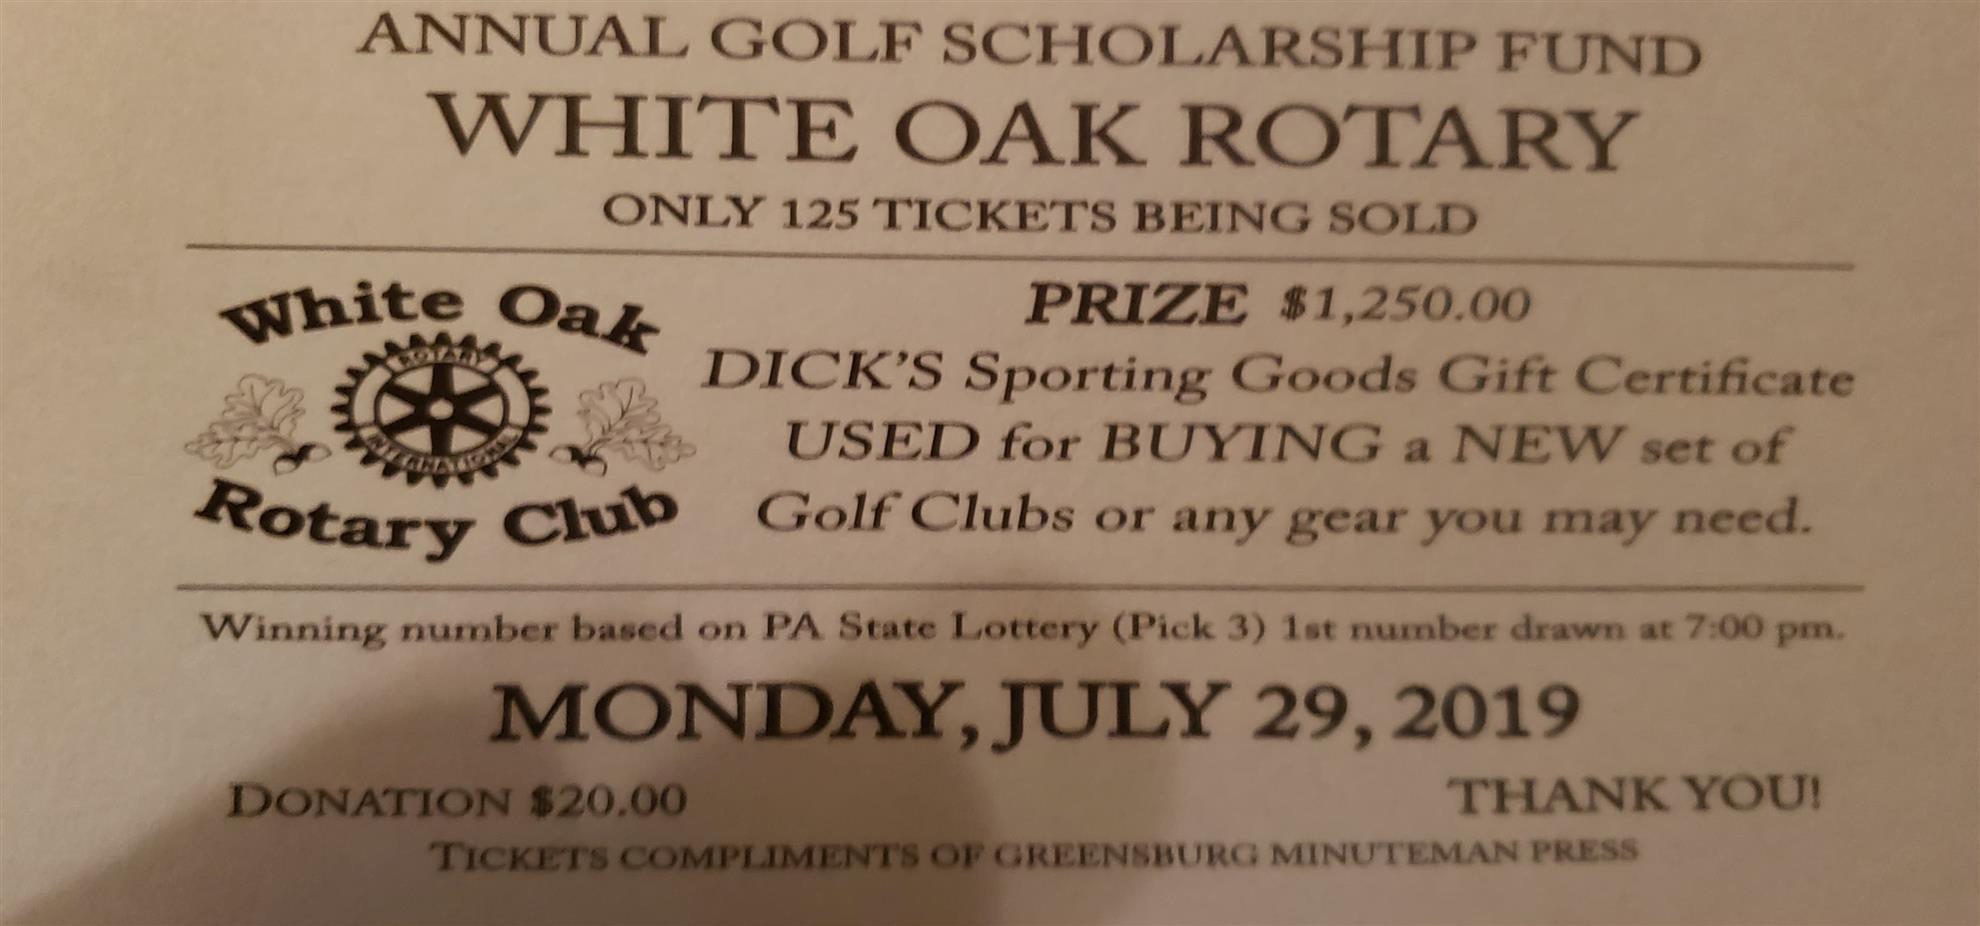 ANNUAL GOLF SCHOLARSHIP FUND
WHITE OAK ROTARY
ONLY 125 TICKETS BEING SOLD
White Oak
ROTARY
INTERNATIONAL
Rotary Club
PRIZE $1,250.00
DICK'S Sporting Goods Gift Certificate
USED for BUYING a NEW set of
Golf Clubs or any gear you may need.
Winning number based on PA State Lottery (Pick 3) 1st number drawn at 7:00 pm.
MONDAY, JULY 29, 2019
DONATION $20.00
THANK YOU!
TICKETS COMPLIMENTS OF GREENSBURG MINUTEMAN PRESS